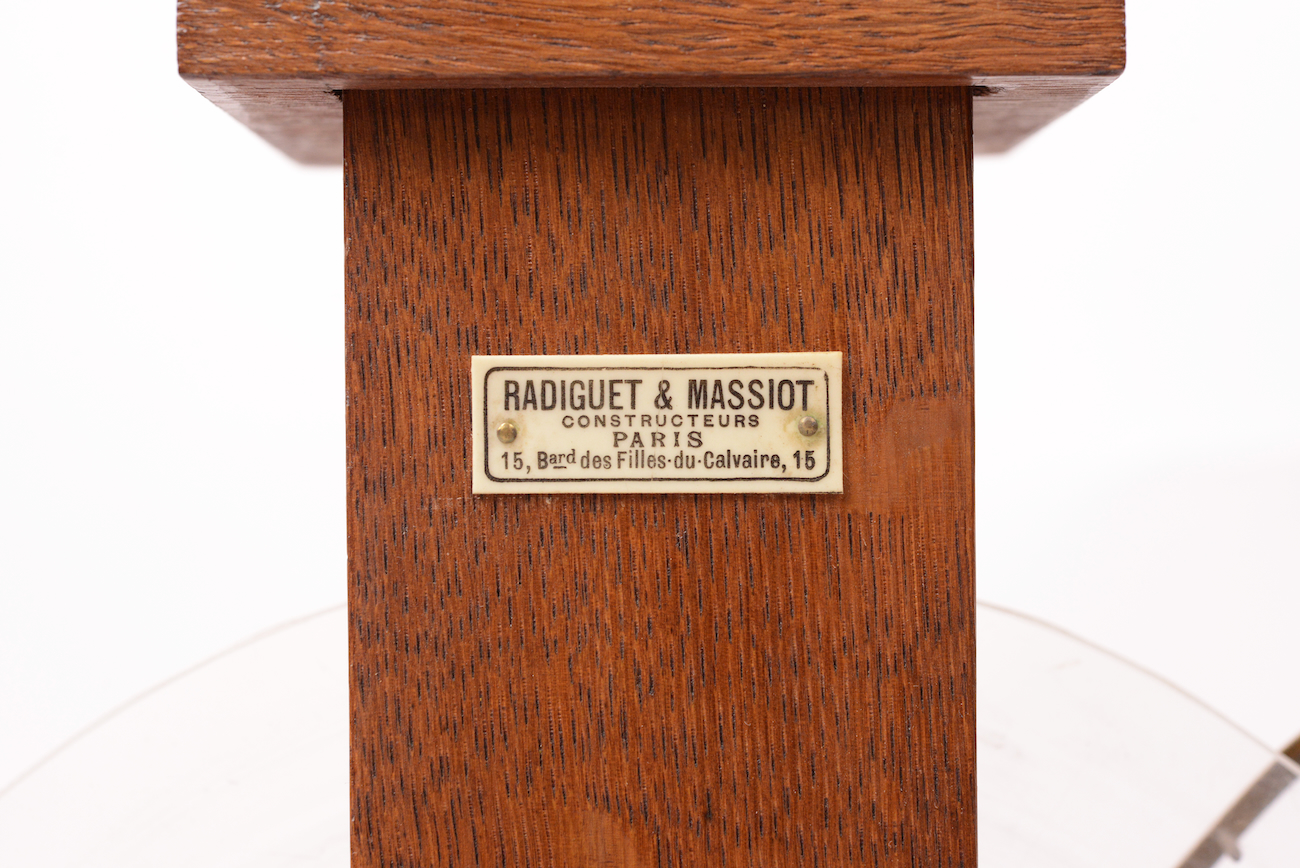 RADIGUET & MASSIOT
CONSTRUCTEURS
PARIS
15, Bard des Filles-du-Calvaire, 15